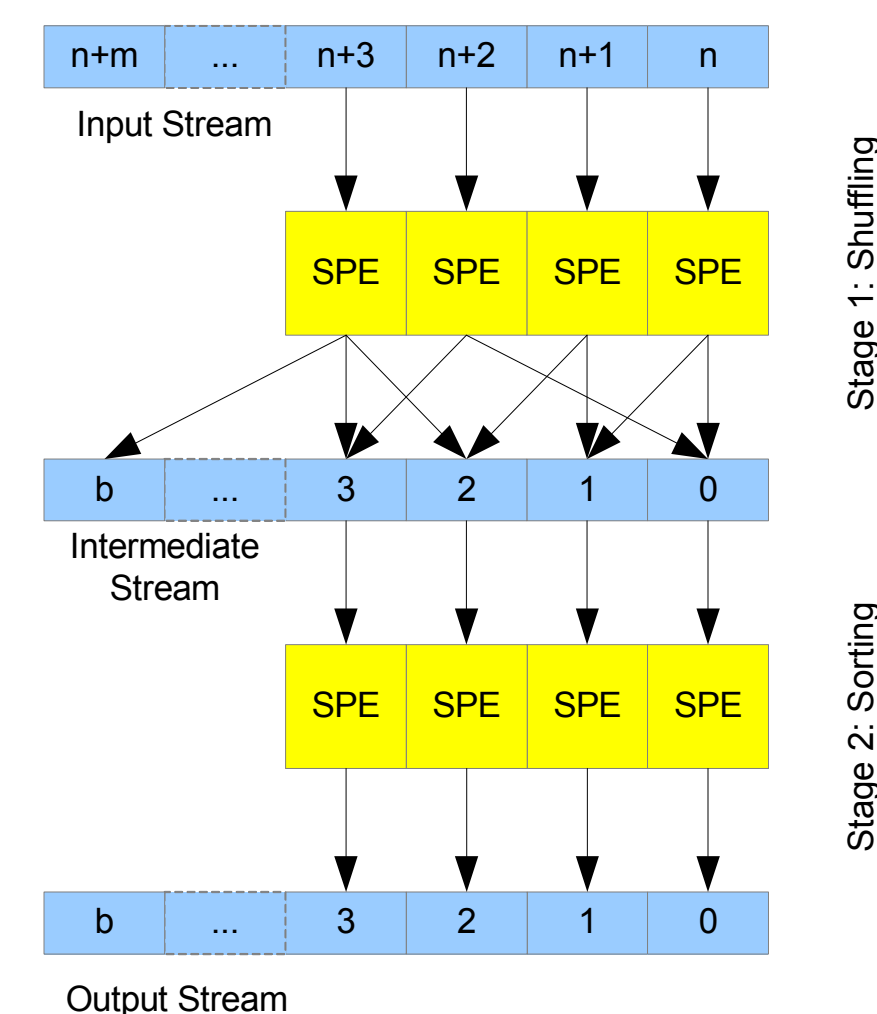 n+m ... n+3 n+2 n+1 n
Input Stream
Stage 1: Shuffling
SPE SPE SPE SPE
b ... 3 2 1 0
Intermediate
Stream
Stage 2: Sorting
SPE SPE SPE SPE
b ... 3 2 1 0
Output Stream